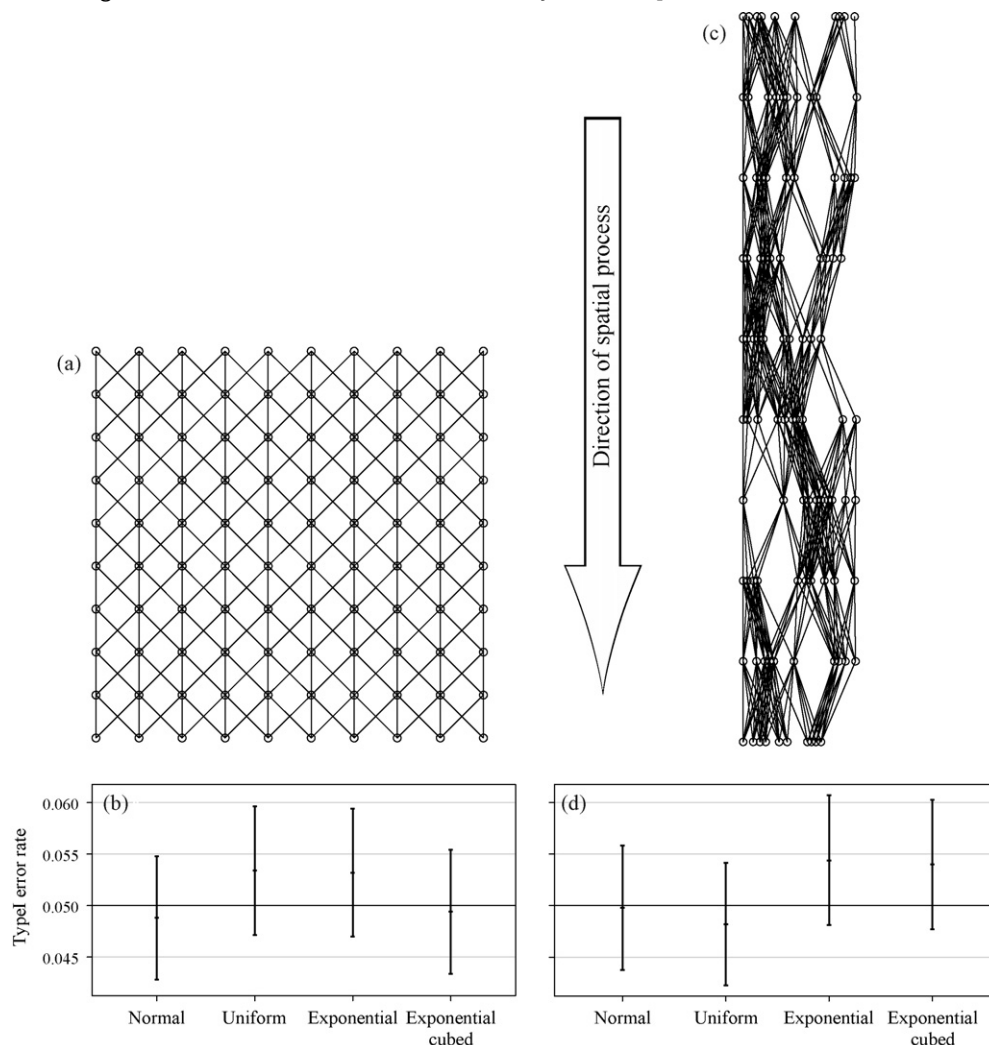 (c)
Direction of spatial process
(a)
(b)
TypeI error rate
0.060
0.055
0.050
0.045
Normal
Uniform
Exponential
Exponential
cubed
(d)
Normal
Uniform
Exponential
Exponential
cubed